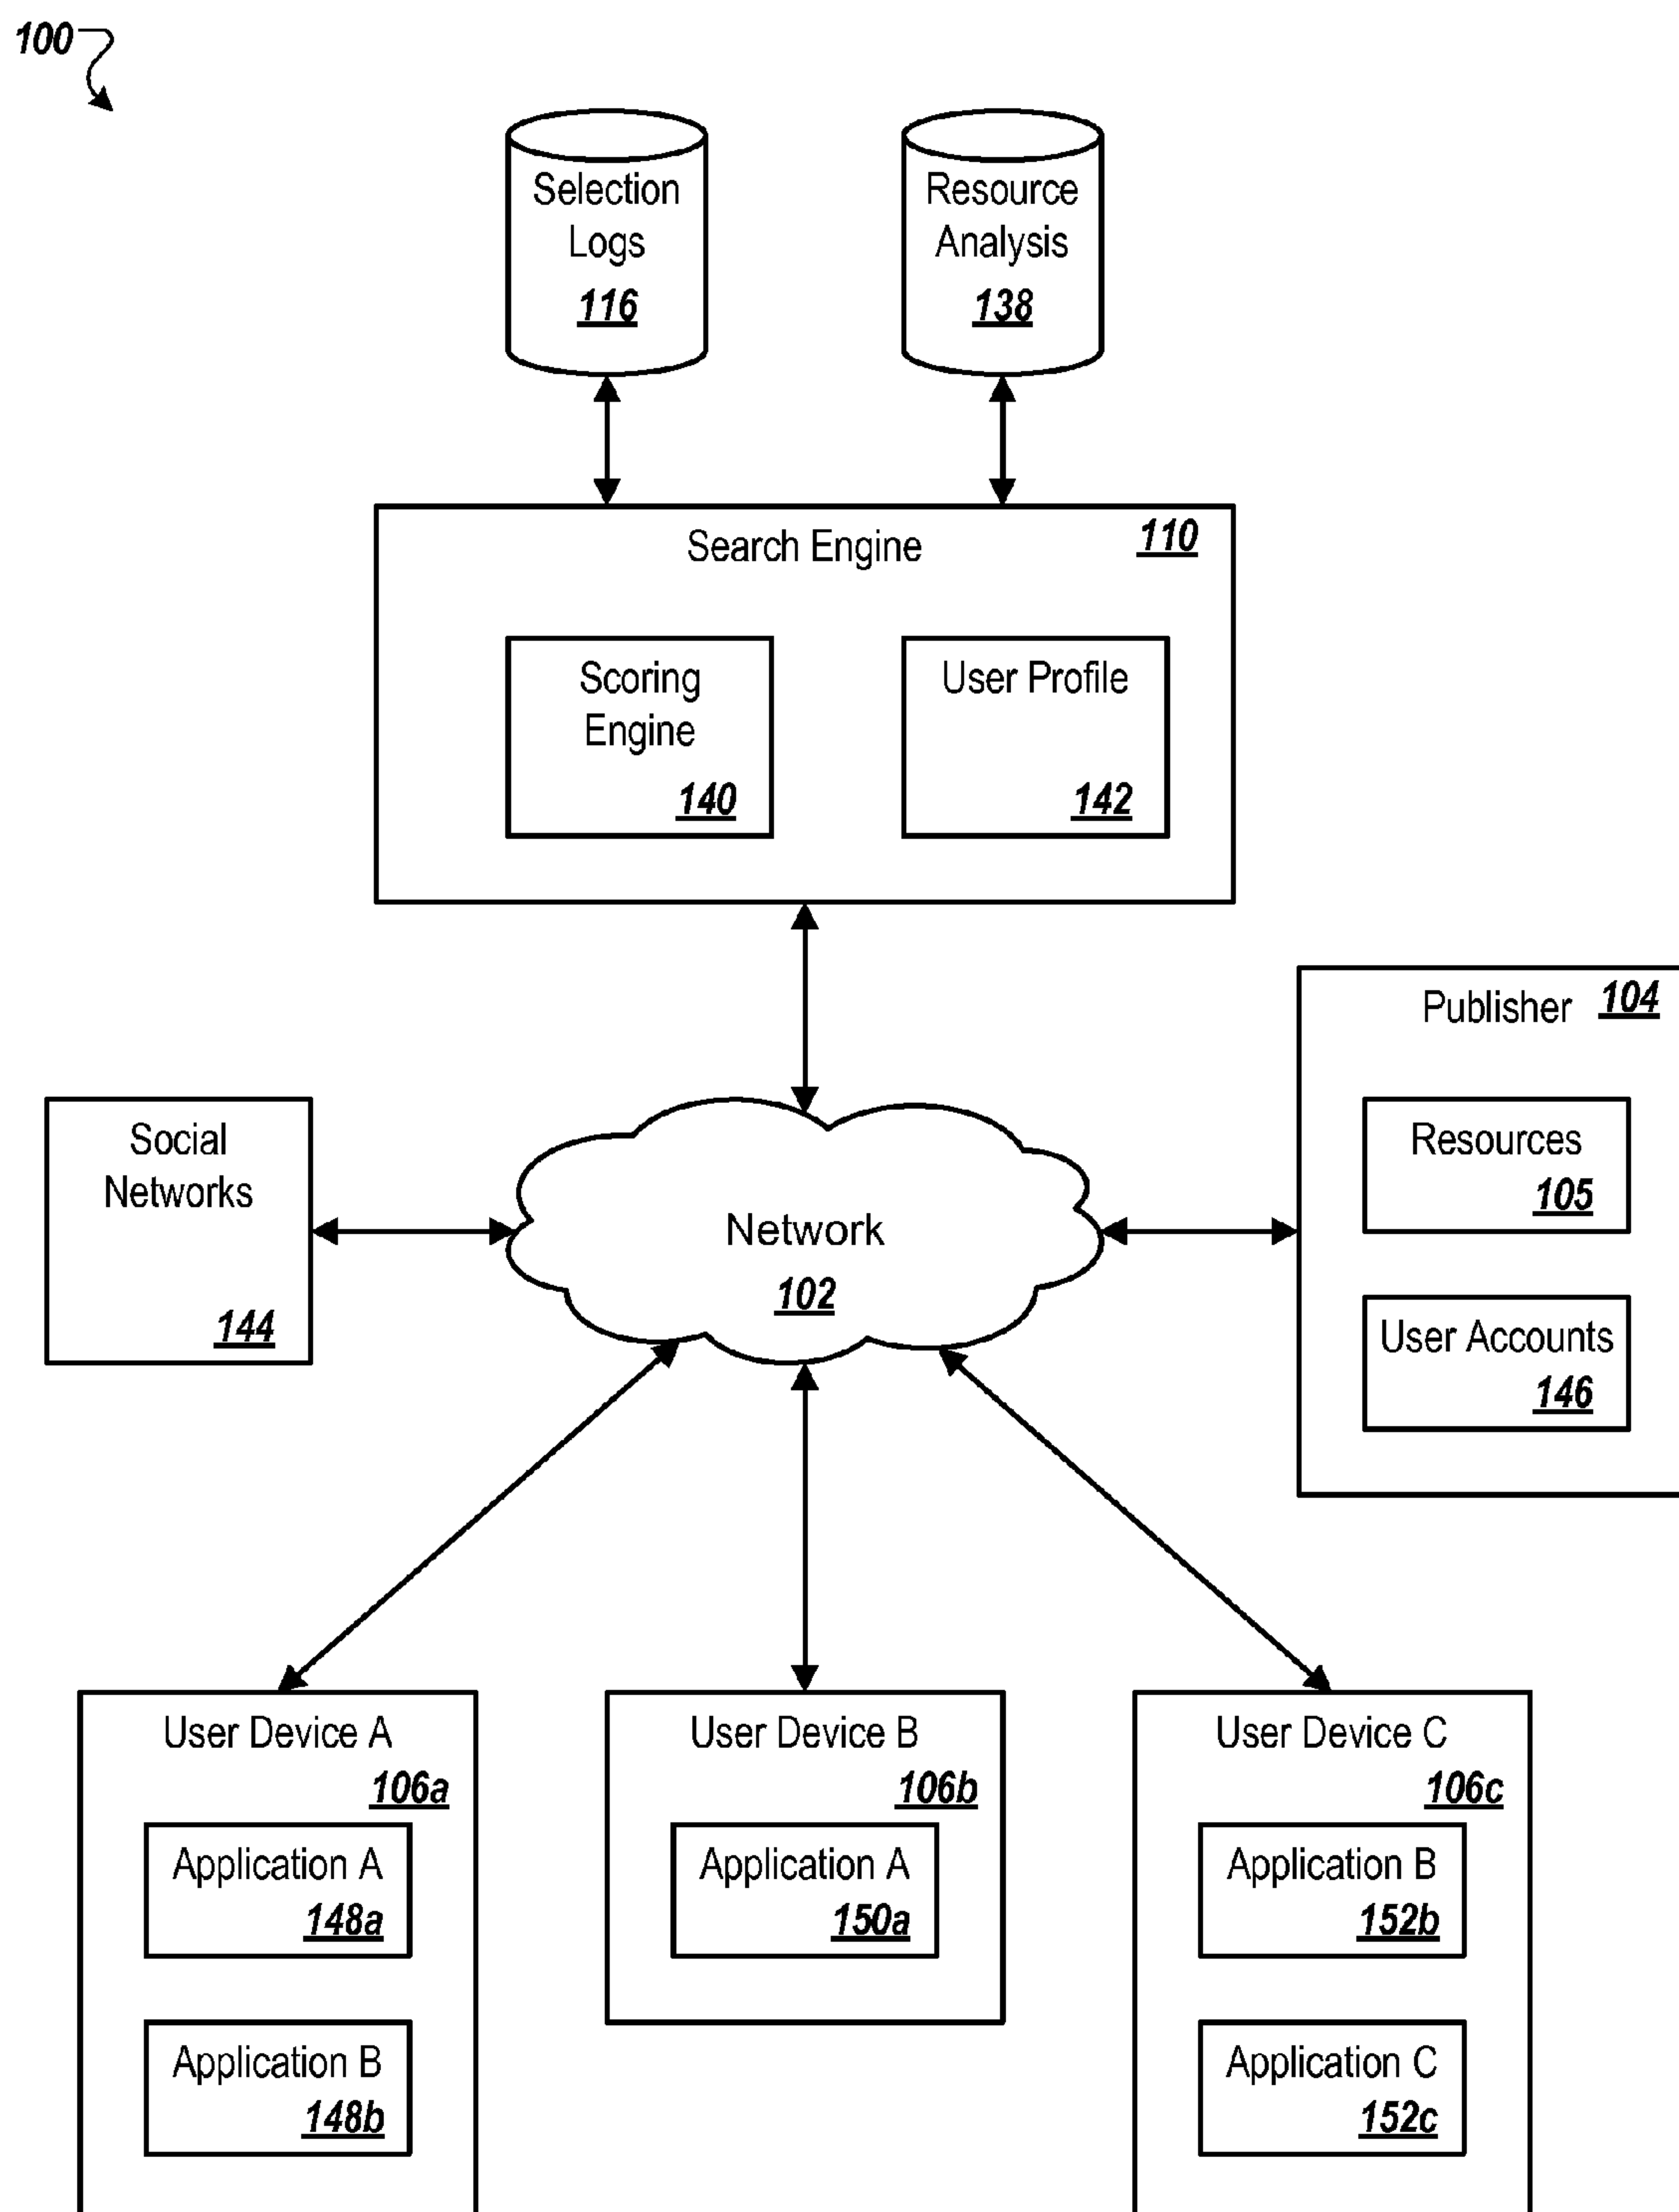 100
Selection
Logs
116
Resource
Analysis
138
Search Engine
110
Scoring
Engine
140
User Profile
142
Publisher
104
Resources
105
User Accounts
146
Social
Networks
144
Network
102
User Device A
106a
Application A
148a
Application B
148b
User Device B
106b
Application A
150a
User Device C
106c
Application B
152b
Application C
152c